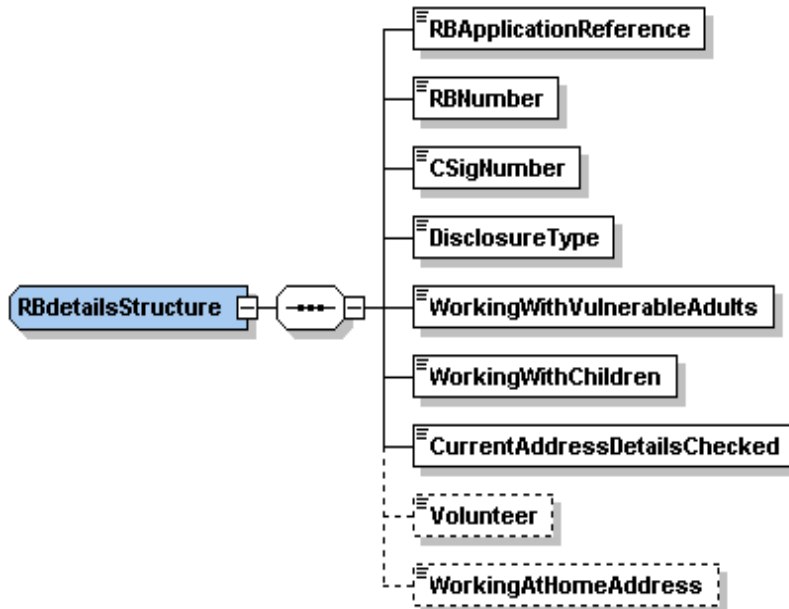 RBApplicationReference
RBNumber
CSigNumber
DisclosureType
RBdetailsStructure
WorkingWithVulnerableAdults
WorkingWithChildren
CurrentAddressDetailsChecked
Volunteer
WorkingAtHomeAddress